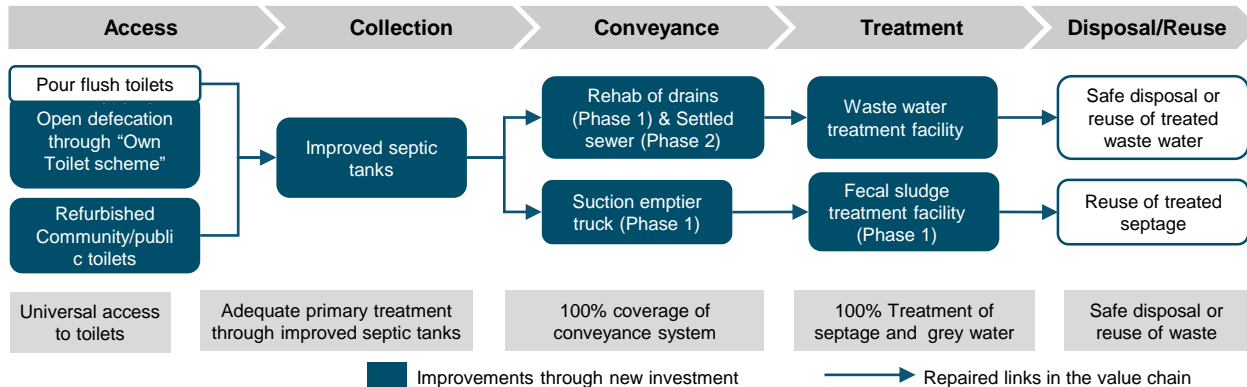 Access
Collection
Conveyance
Treatment
Disposal/Reuse
Pour flush toilets
Open defecation
through “Own
Toilet scheme”
Refurbished
Community/publi
c toilets
Improved septic
tanks
Rehab of drains
(Phase 1) & Settled
sewer (Phase 2)
Suction emptier
truck (Phase 1)
Waste water
treatment facility
Fecal sludge
treatment facility
(Phase 1)
Safe disposal or
reuse of treated
waste water
Reuse of treated
septage
Universal access
to toilets
Adequate primary treatment
through improved septic tanks
100% coverage of
conveyance system
100% Treatment of
septage and grey water
Safe disposal or
reuse of waste
Improvements through new investment
Repaired links in the value chain